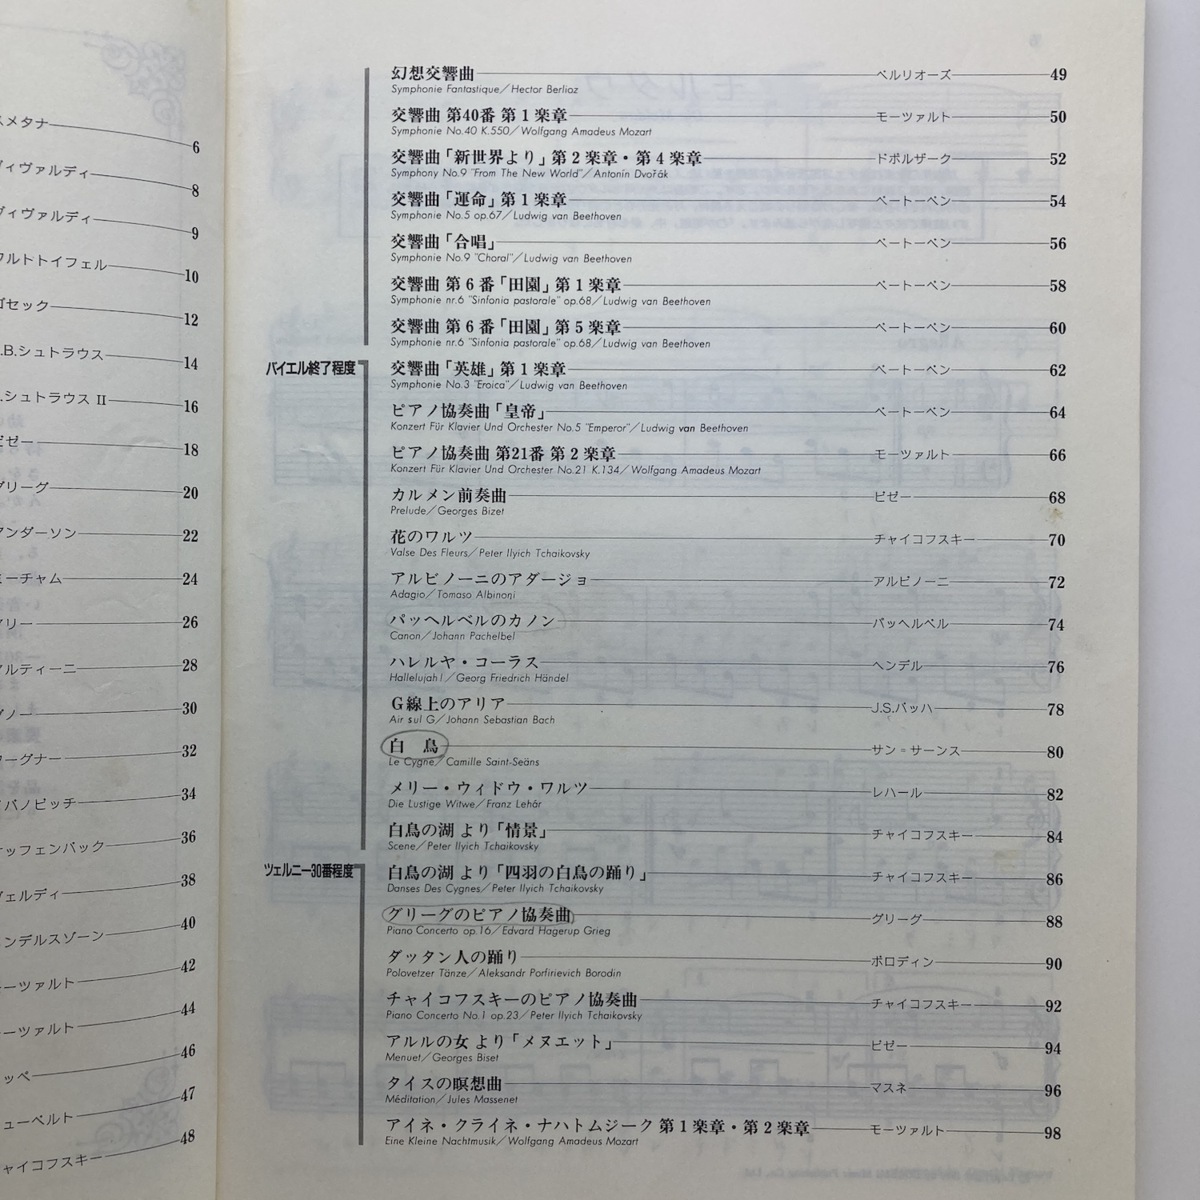 スメタナ 6
ヴィヴァルディ 8
ヴィヴァルディ 9
ワルトトイフェル 10
ゴセック 12
J.B.シュトラウス 14
J.シュトラウス II 16
ビゼー 18
グリーグ 20
アンダーソン 22
ミーチャム 24
26
28
グノー 30
ワーグナー 32
イバノビッチ 34
オッフェンバック 36
ヴェルディ 38
メンデルスゾーン 40
モーツァルト 42
モーツァルト 44
スッペ 46
シューベルト 47
チャイコフスキー 48
幻想交響曲 ベルリオーズ 49
Symphonie Fantastique/Hector Berlioz
交響曲 第40番 第1楽章 モーツァルト 50
Symphonie No.40 K.550/Wolfgang Amadeus Mozart
交響曲「新世界より」第2楽章・第4楽章 ドボルザーク 52
Symphony No.9 "From The New World"/Antonín Dvořák
交響曲「運命」第1楽章 ベートーベン 54
Symphonie No.5 op.67/Ludwig van Beethoven
交響曲「合唱」 ベートーベン 56
Symphonie No.9 "Choral"/Ludwig van Beethoven
交響曲 第6番「田園」第1楽章 ベートーベン 58
Symphonie nr.6 "Sinfonia pastorale" op.68/Ludwig van Beethoven
交響曲 第6番「田園」第5楽章 ベートーベン 60
Symphonie nr.6 "Sinfonia pastorale" op.68/Ludwig van Beethoven
バイエル終了程度
交響曲「英雄」第1楽章 ベートーベン 62
Symphonie No.3 "Eroica"/Ludwig van Beethoven
ピアノ協奏曲「皇帝」 ベートーベン 64
Konzert Für Klavier Und Orchester No.5 "Emperor"/Ludwig van Beethoven
ピアノ協奏曲 第21番 第2楽章 モーツァルト 66
Konzert Für Klavier Und Orchester No.21 K.134/Wolfgang Amadeus Mozart
カルメン前奏曲 ビゼー 68
Prelude/Georges Bizet
花のワルツ チャイコフスキー 70
Valse Des Fleurs/Peter Ilyich Tchaikovsky
アルビノーニのアダージョ アルビノーニ 72
Adagio/Tomaso Albinoni
パッヘルベルのカノン パッヘルベル 74
Canon/Johann Pachelbel
ハレルヤ・コーラス ヘンデル 76
Hallelujah!/Georg Friedrich Händel
G線上のアリア J.S.バッハ 78
Air sul G/Johann Sebastian Bach
白鳥 サン=サーンス 80
Le Cygne/Camille Saint-Seäns
メリー・ウィドウ・ワルツ レハール 82
Die Lustige Witwe/Franz Lehár
白鳥の湖 より「情景」 チャイコフスキー 84
Scene/Peter Ilyich Tchaikovsky
ツェルニー30番程度
白鳥の湖 より「四羽の白鳥の踊り」 チャイコフスキー 86
Danses Des Cygnes/Peter Ilyich Tchaikovsky
グリーグのピアノ協奏曲 グリーグ 88
Piano Concerto op.16/Edvard Hagerup Grieg
ダッタン人の踊り ボロディン 90
Polovetzer Tänze/Aleksandr Porfirievich Borodin
チャイコフスキーのピアノ協奏曲 チャイコフスキー 92
Piano Concerto No.1 op.23/Peter Ilyich Tchaikovsky
アルルの女 より「メヌエット」 ビゼー 94
Menuet/Georges Biset
タイスの瞑想曲 マスネ 96
Méditation/Jules Massenet
アイネ・クライネ・ナハトムジーク 第1楽章・第2楽章 モーツァルト 98
Eine Kleine Nachtmusik/Wolfgang Amadeus Mozart